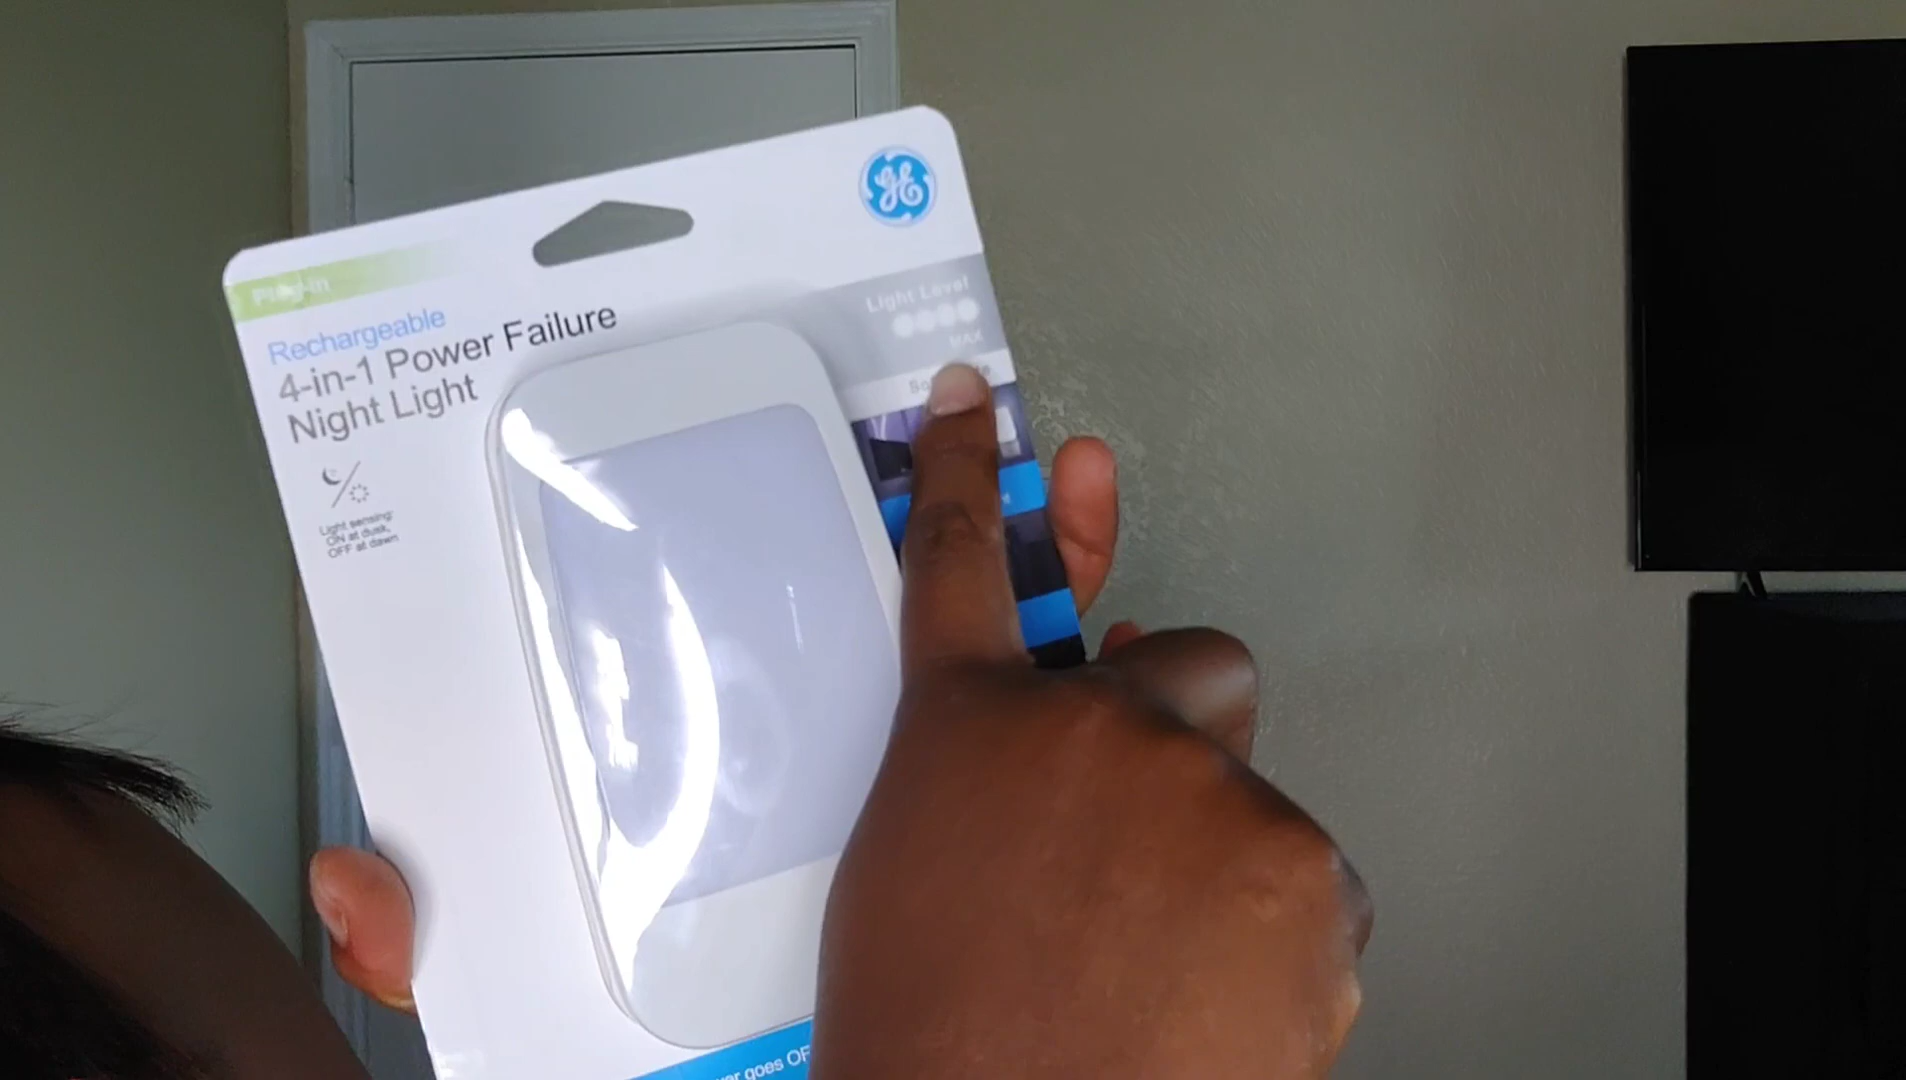 GE
Plug-in
Light Level
MAX
Rechargeable
4-in-1 Power Failure
Night Light
Light sensing:
ON at dusk,
OFF at dawn
goes